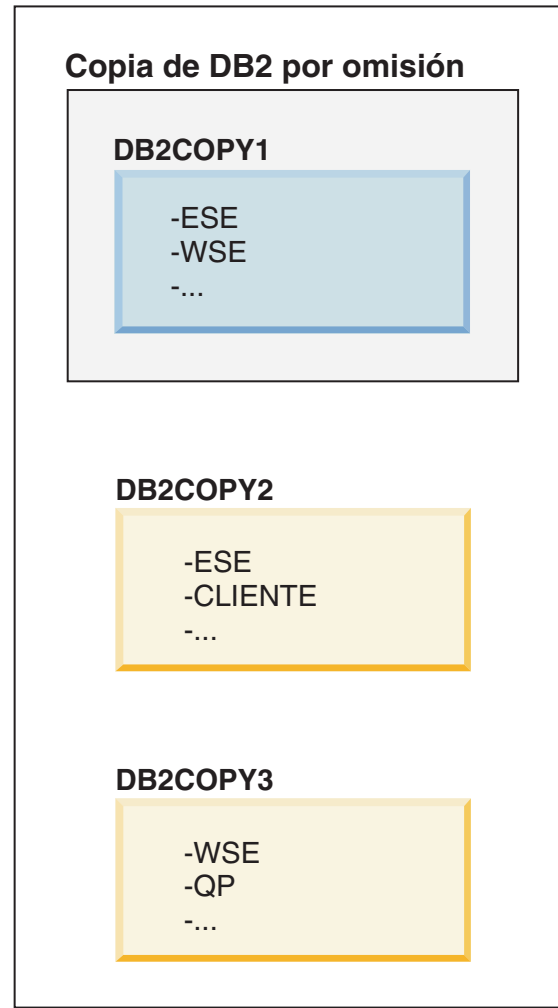 Copia de DB2 por omisión
DB2COPY1
-ESE
-WSE
-...
DB2COPY2
-ESE
-CLIENTE
-...
DB2COPY3
-WSE
-QP
-...